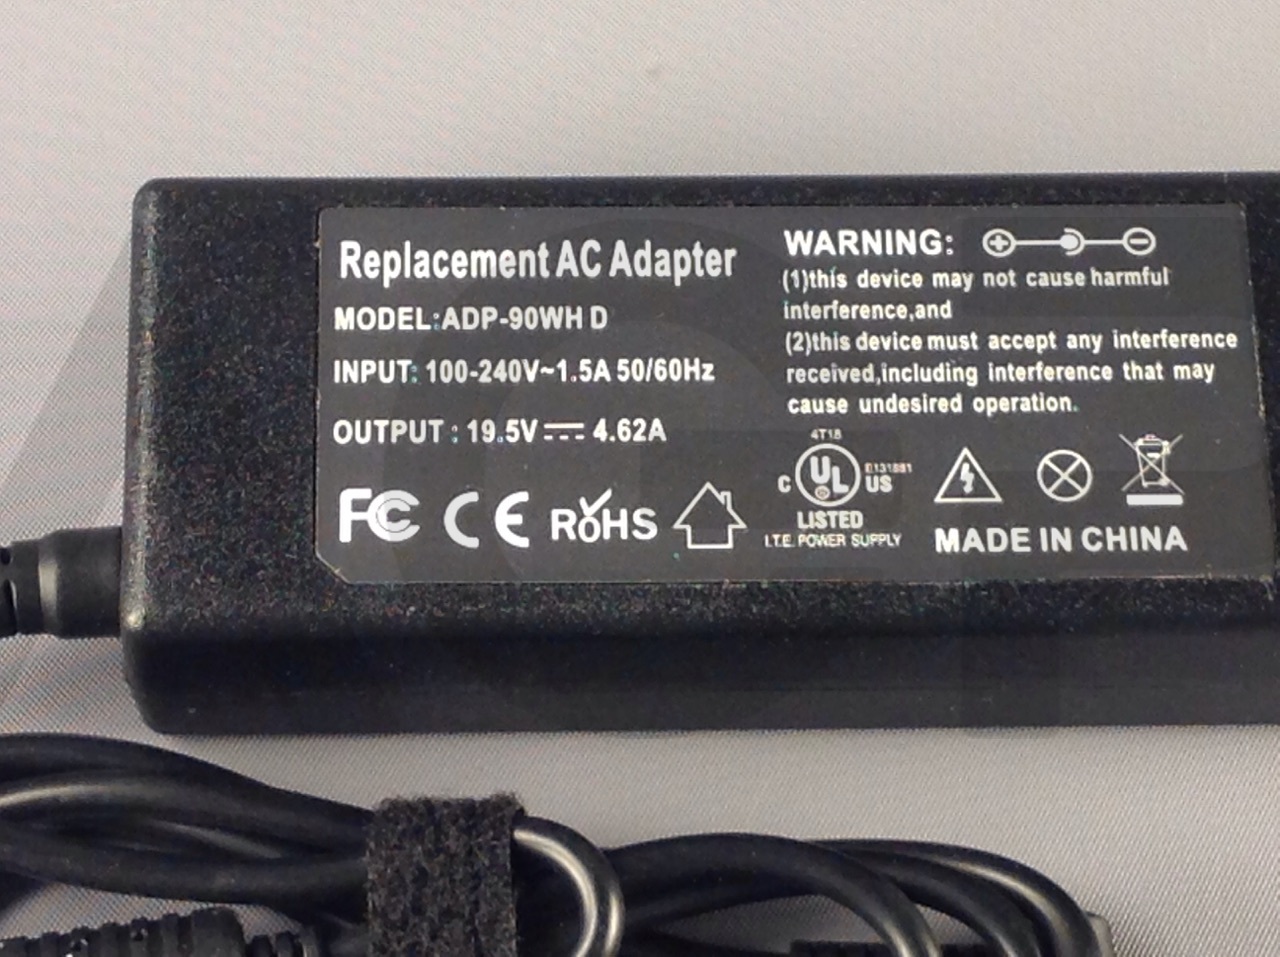 Replacement AC Adapter
MODEL:ADP-90WH D
INPUT: 100-240V~1.5A 50/60Hz
OUTPUT : 19.5V⎓ 4.62A
FC CE RoHS
WARNING:
(1)this device may not cause harmful
interference,and
(2)this device must accept any interference
received,including interference that may
cause undesired operation.
4T18
C UL US
E131881
LISTED
I.T.E. POWER SUPPLY
MADE IN CHINA